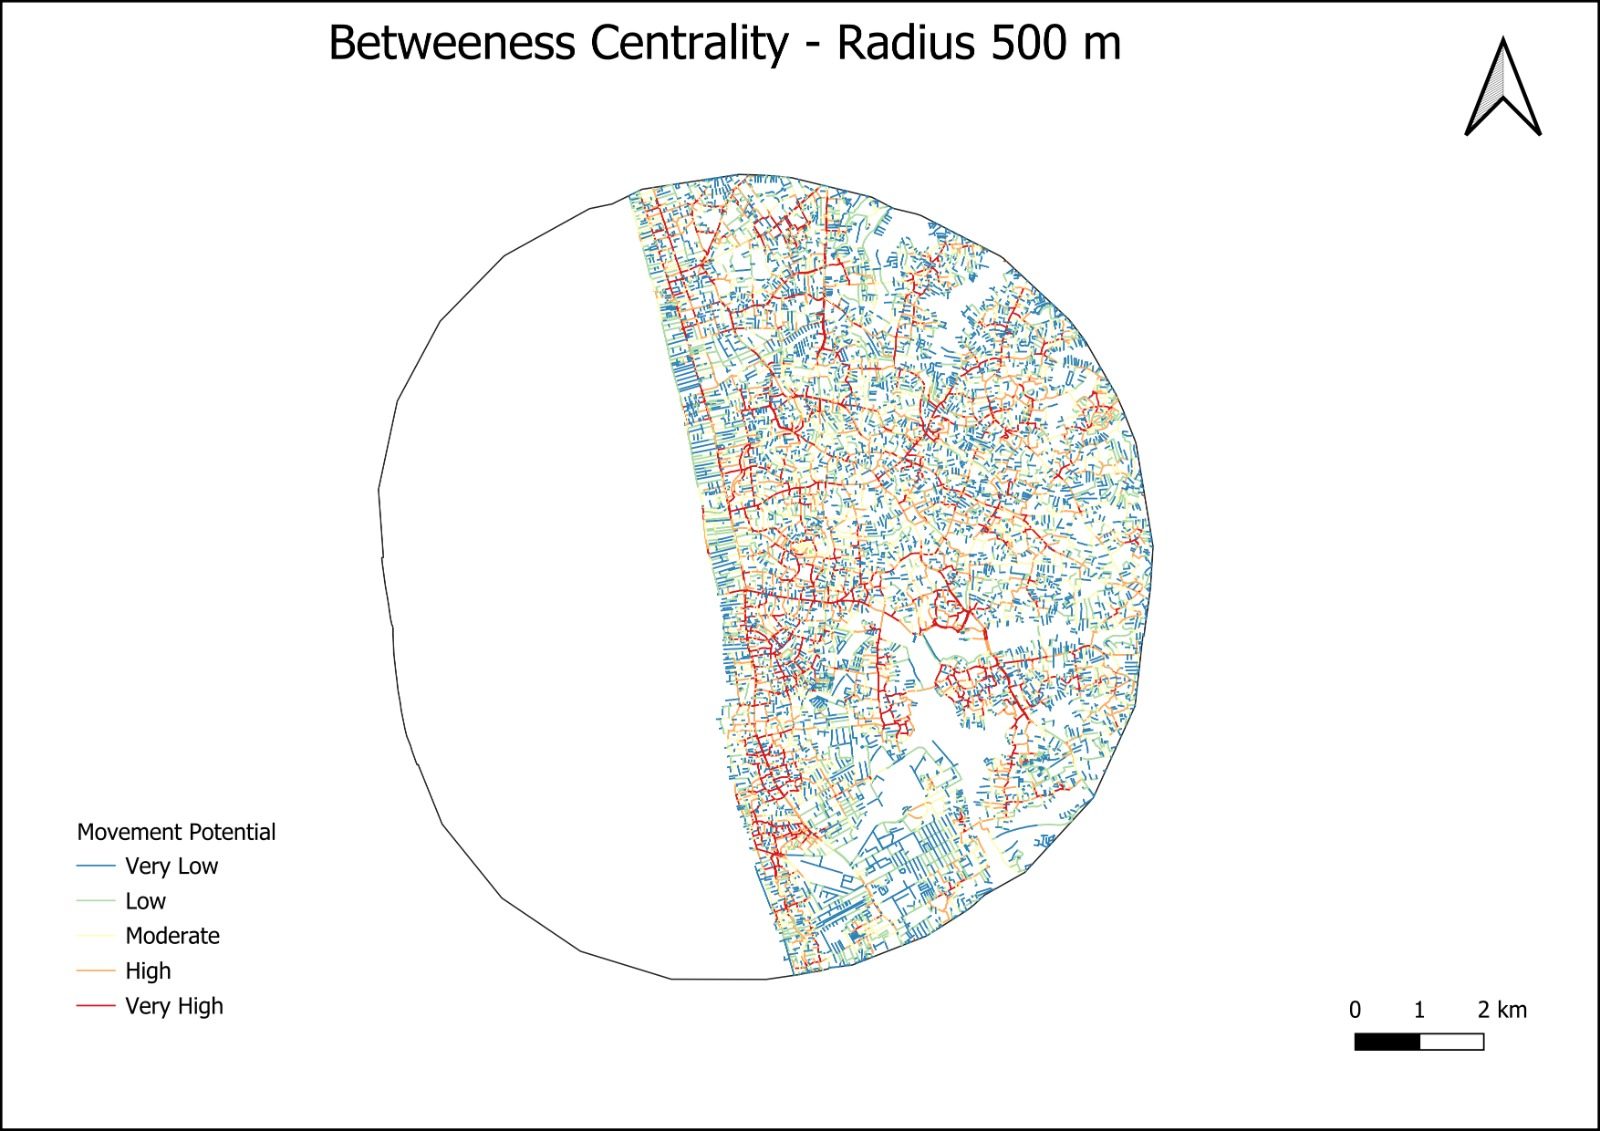 Betweeness Centrality - Radius 500 m
Movement Potential
Very Low
Low
Moderate
High
Very High
0 1 2 km